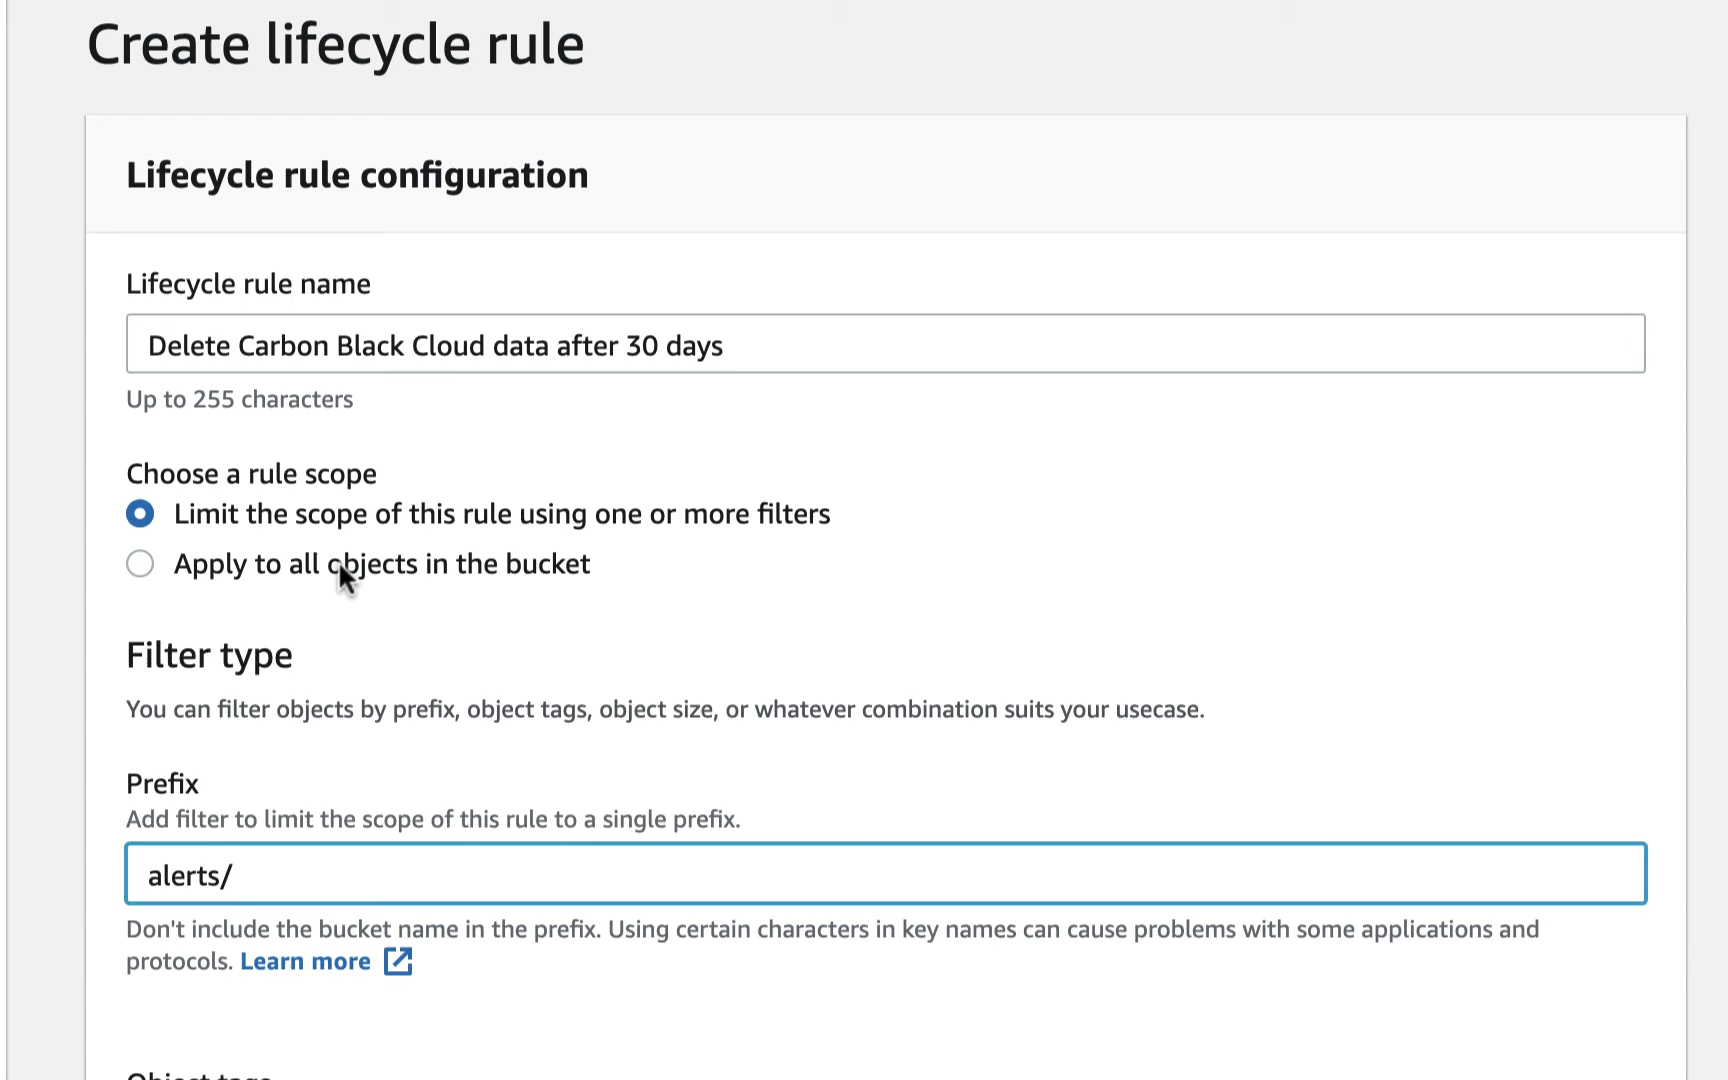 Create lifecycle rule
Lifecycle rule configuration
Lifecycle rule name
Delete Carbon Black Cloud data after 30 days
Up to 255 characters
Choose a rule scope
Limit the scope of this rule using one or more filters
Apply to all objects in the bucket
Filter type
You can filter objects by prefix, object tags, object size, or whatever combination suits your usecase.
Prefix
Add filter to limit the scope of this rule to a single prefix.
alerts/
Don't include the bucket name in the prefix. Using certain characters in key names can cause problems with some applications and
protocols. Learn more
Object tags